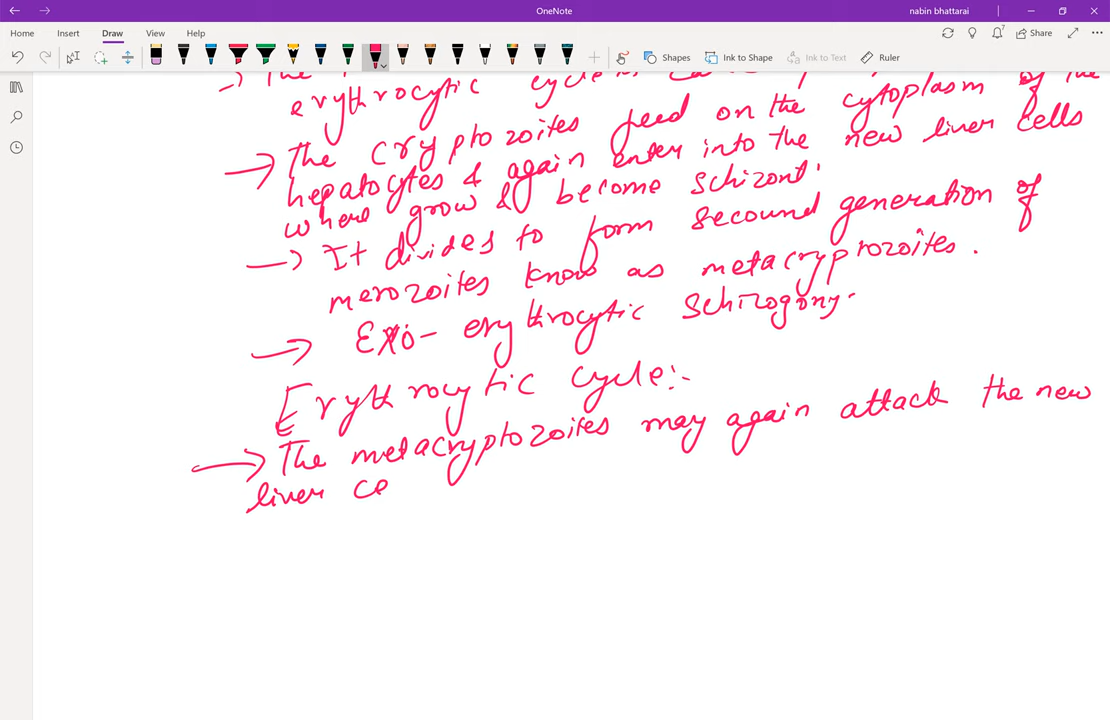 OneNote
nabin bhattarai
Home Insert Draw View Help
Share
Shapes Ink to Shape Ink to Text Ruler
→ The
erythrocytic cycle
of the
→ The cryptozoites feed on the cytoplasm
hepatocytes & again enter into the new liver cells
where grow & become schizont.
→ It divides to form secound generation of
merozoites know as metacryptozoites.
→ Exo-erythrocytic schizogony.
Erythrocytic cycle:-
→ The metacryptozoites may again attack the new
liver ce